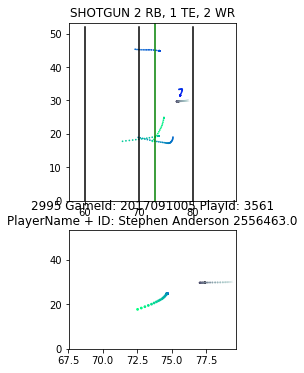 SHOTGUN 2 RB, 1 TE, 2 WR
50
40
30
20
10
0
60 70 80
2995 GameId: 2017091005 PlayId: 3561
PlayerName + ID: Stephen Anderson 2556463.0
40
20
0
67.5 70.0 72.5 75.0 77.5